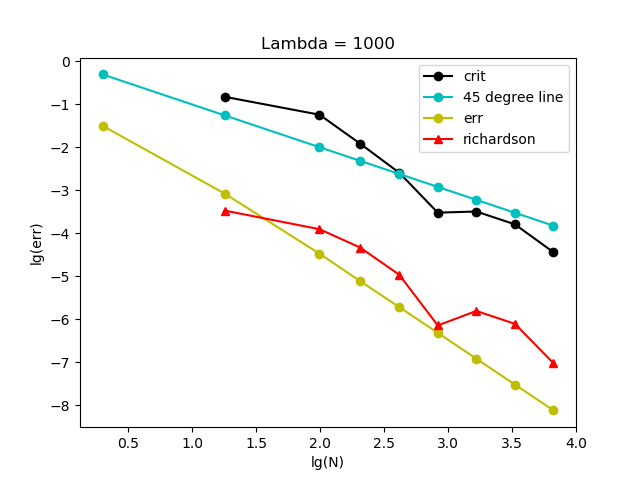 Lambda = 1000
crit
45 degree line
err
richardson
0
−1
−2
−3
−4
−5
−6
−7
−8
lg(err)
0.5 1.0 1.5 2.0 2.5 3.0 3.5 4.0
lg(N)